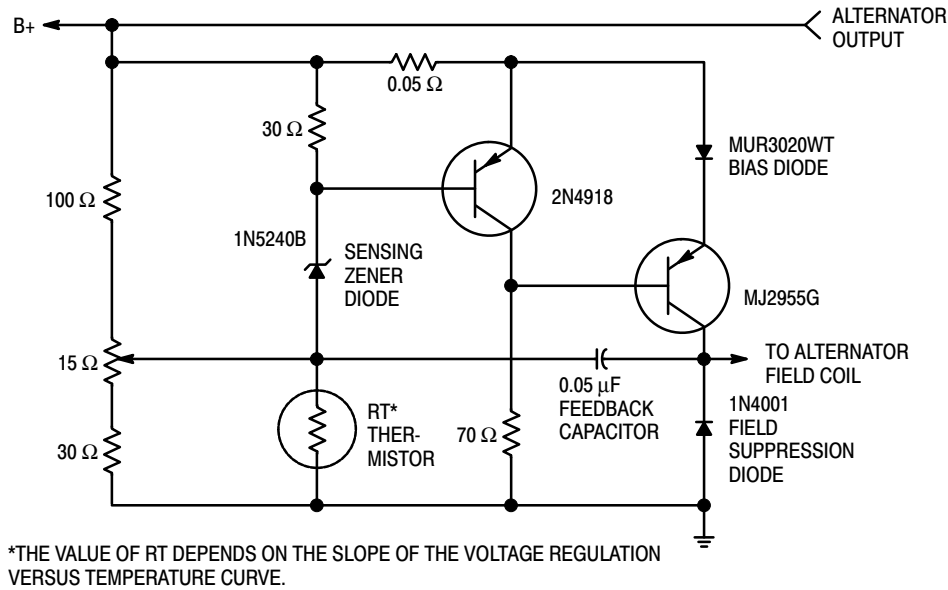 B+
ALTERNATOR
OUTPUT
0.05 Ω
30 Ω
MUR3020WT
BIAS DIODE
100 Ω
2N4918
1N5240B
SENSING
ZENER
DIODE
MJ2955G
15 Ω
TO ALTERNATOR
FIELD COIL
0.05 μF
FEEDBACK
CAPACITOR
RT*
THER-
MISTOR
70 Ω
30 Ω
1N4001
FIELD
SUPPRESSION
DIODE
*THE VALUE OF RT DEPENDS ON THE SLOPE OF THE VOLTAGE REGULATION
VERSUS TEMPERATURE CURVE.